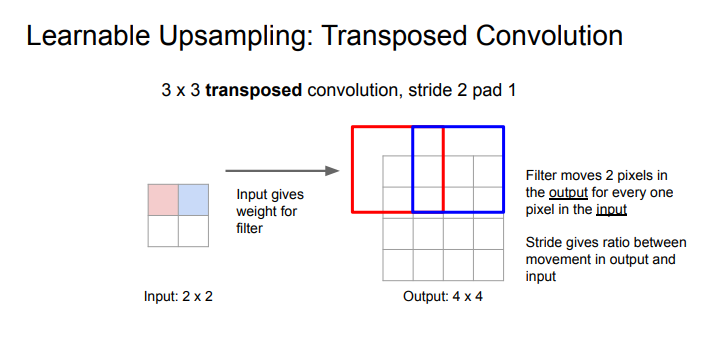 Learnable Upsampling: Transposed Convolution
3 x 3 transposed convolution, stride 2 pad 1
Input gives
weight for
filter
Filter moves 2 pixels in
the output for every one
pixel in the input
Stride gives ratio between
movement in output and
input
Input: 2 x 2
Output: 4 x 4